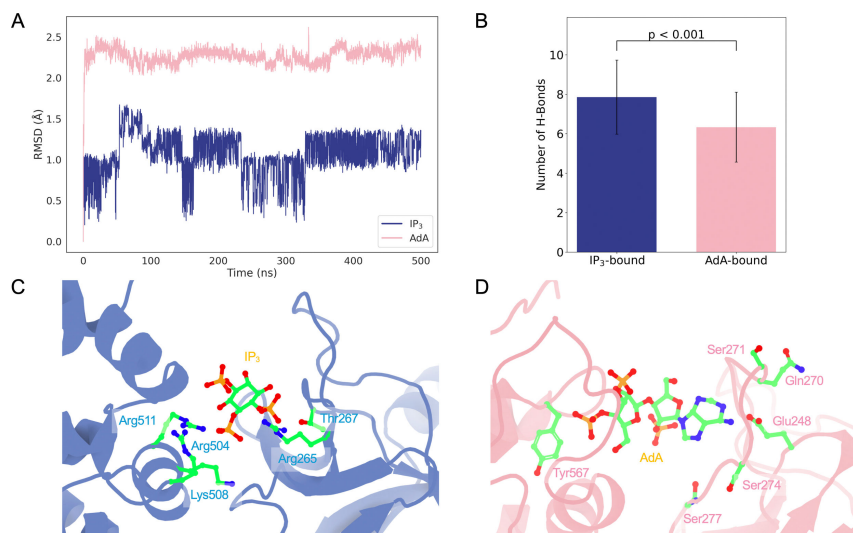 A
2.5
2.0
1.5
1.0
0.5
0.0
RMSD (Å)
0
100
200
300
400
500
Time (ns)
IP₃
AdA
B
p < 0.001
10
8
6
4
2
0
Number of H-Bonds
IP₃-bound
AdA-bound
C
IP₃
Arg511
Thr267
Arg504
Arg265
Lys508
D
Ser271
Gln270
Glu248
AdA
Tyr567
Ser274
Ser277